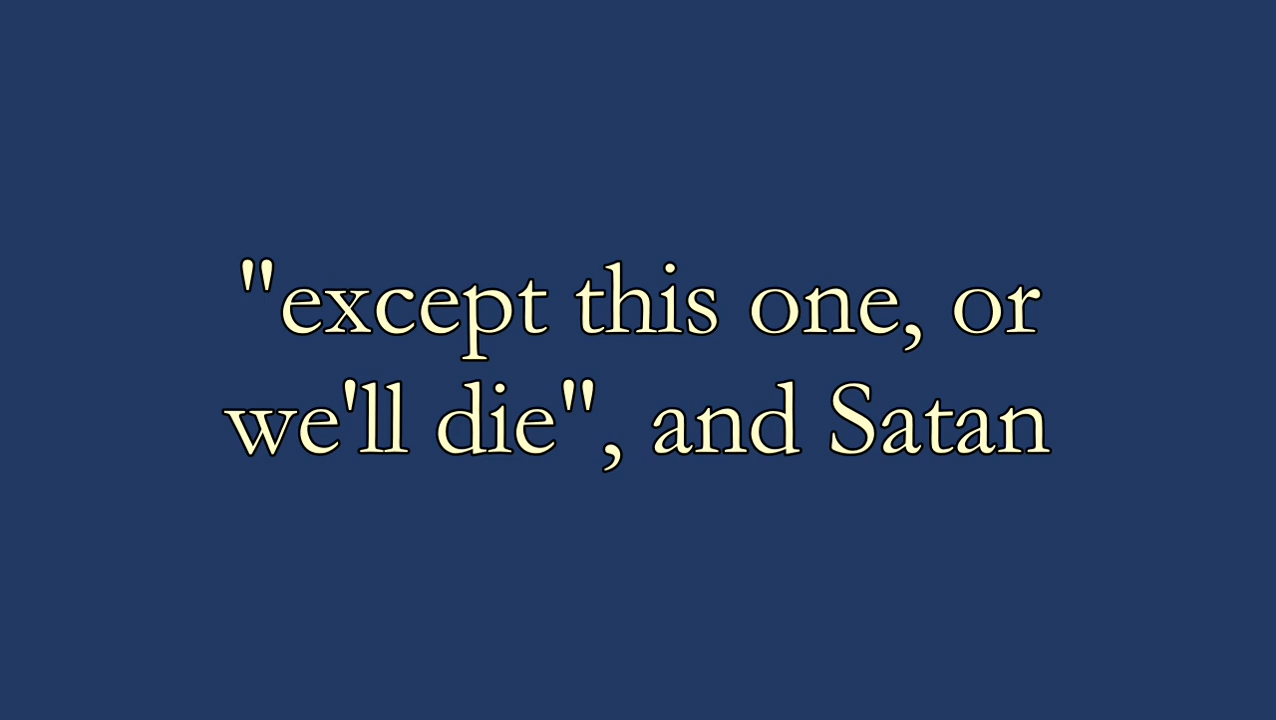 "except this one, or
we'll die", and Satan